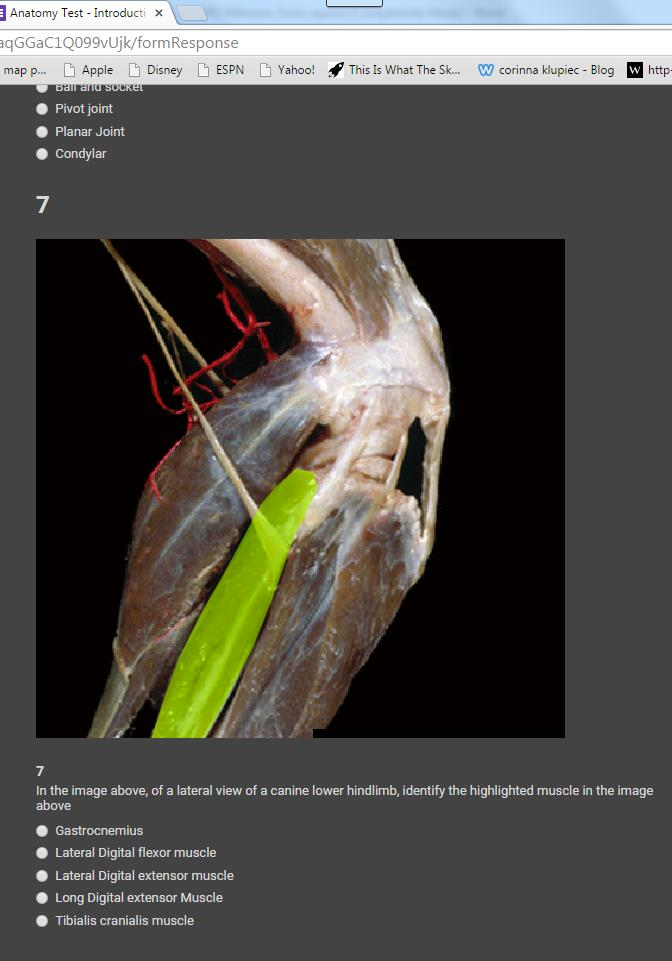 Anatomy Test - Introducti ×
aqGGaC1Q099vUjk/formResponse
map p... Apple Disney ESPN Yahoo! This Is What The Sk... corinna klupiec - Blog W http-
Ball and socket
Pivot joint
Planar Joint
Condylar
7
7
In the image above, of a lateral view of a canine lower hindlimb, identify the highlighted muscle in the image
above
Gastrocnemius
Lateral Digital flexor muscle
Lateral Digital extensor muscle
Long Digital extensor Muscle
Tibialis cranialis muscle